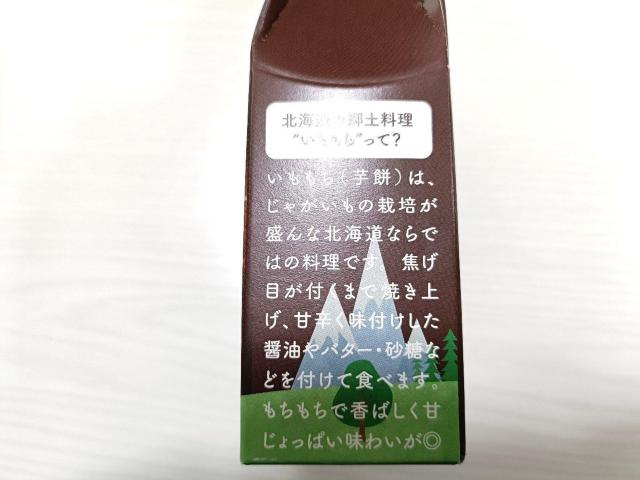 北海道の郷土料理
"いももち"って?
いももち(芋餅)は、
じゃがいもの栽培が
盛んな北海道ならで
はの料理です。焦げ
目が付くまで焼き上
げ、甘辛く味付けした
醤油やバター・砂糖な
どを付けて食べます。
もちもちで香ばしく甘
じょっぱい味わいが◎